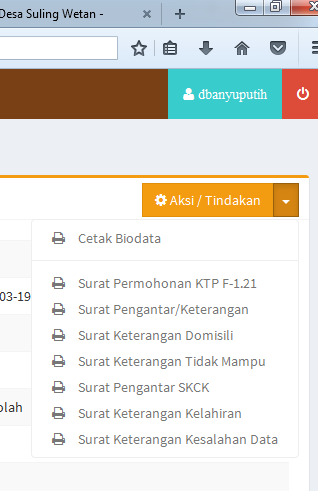 Desa Suling Wetan -
dbanyuputih
Aksi / Tindakan
Cetak Biodata
Surat Permohonan KTP F-1.21
03-19
Surat Pengantar/Keterangan
Surat Keterangan Domisili
Surat Keterangan Tidak Mampu
Surat Pengantar SKCK
olah
Surat Keterangan Kelahiran
Surat Keterangan Kesalahan Data